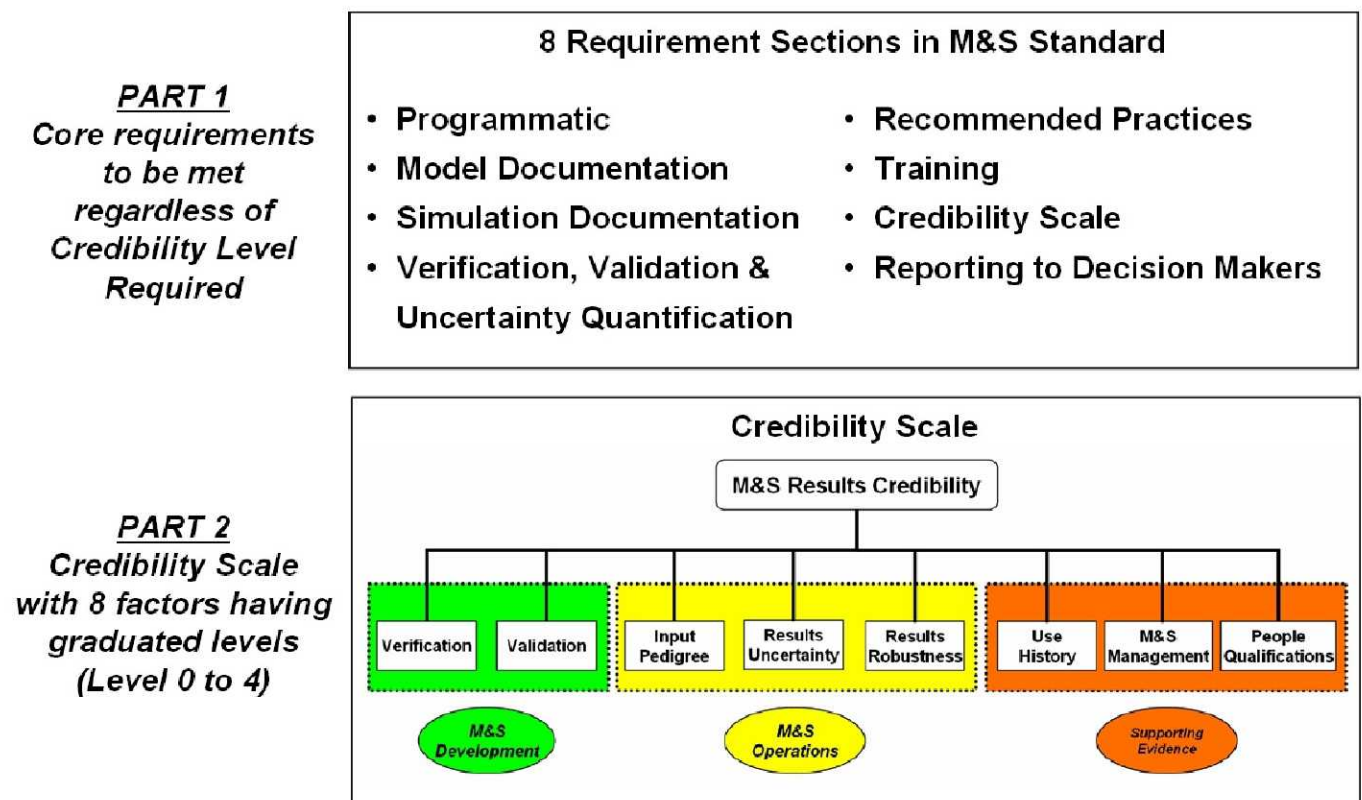 PART 1
Core requirements
to be met
regardless of
Credibility Level
Required
8 Requirement Sections in M&S Standard
• Programmatic
• Model Documentation
• Simulation Documentation
• Verification, Validation &
Uncertainty Quantification
• Recommended Practices
• Training
• Credibility Scale
• Reporting to Decision Makers
PART 2
Credibility Scale
with 8 factors having
graduated levels
(Level 0 to 4)
Credibility Scale
M&S Results Credibility
Verification
Validation
Input
Pedigree
Results
Uncertainty
Results
Robustness
Use
History
M&S
Management
People
Qualifications
M&S
Development
M&S
Operations
Supporting
Evidence